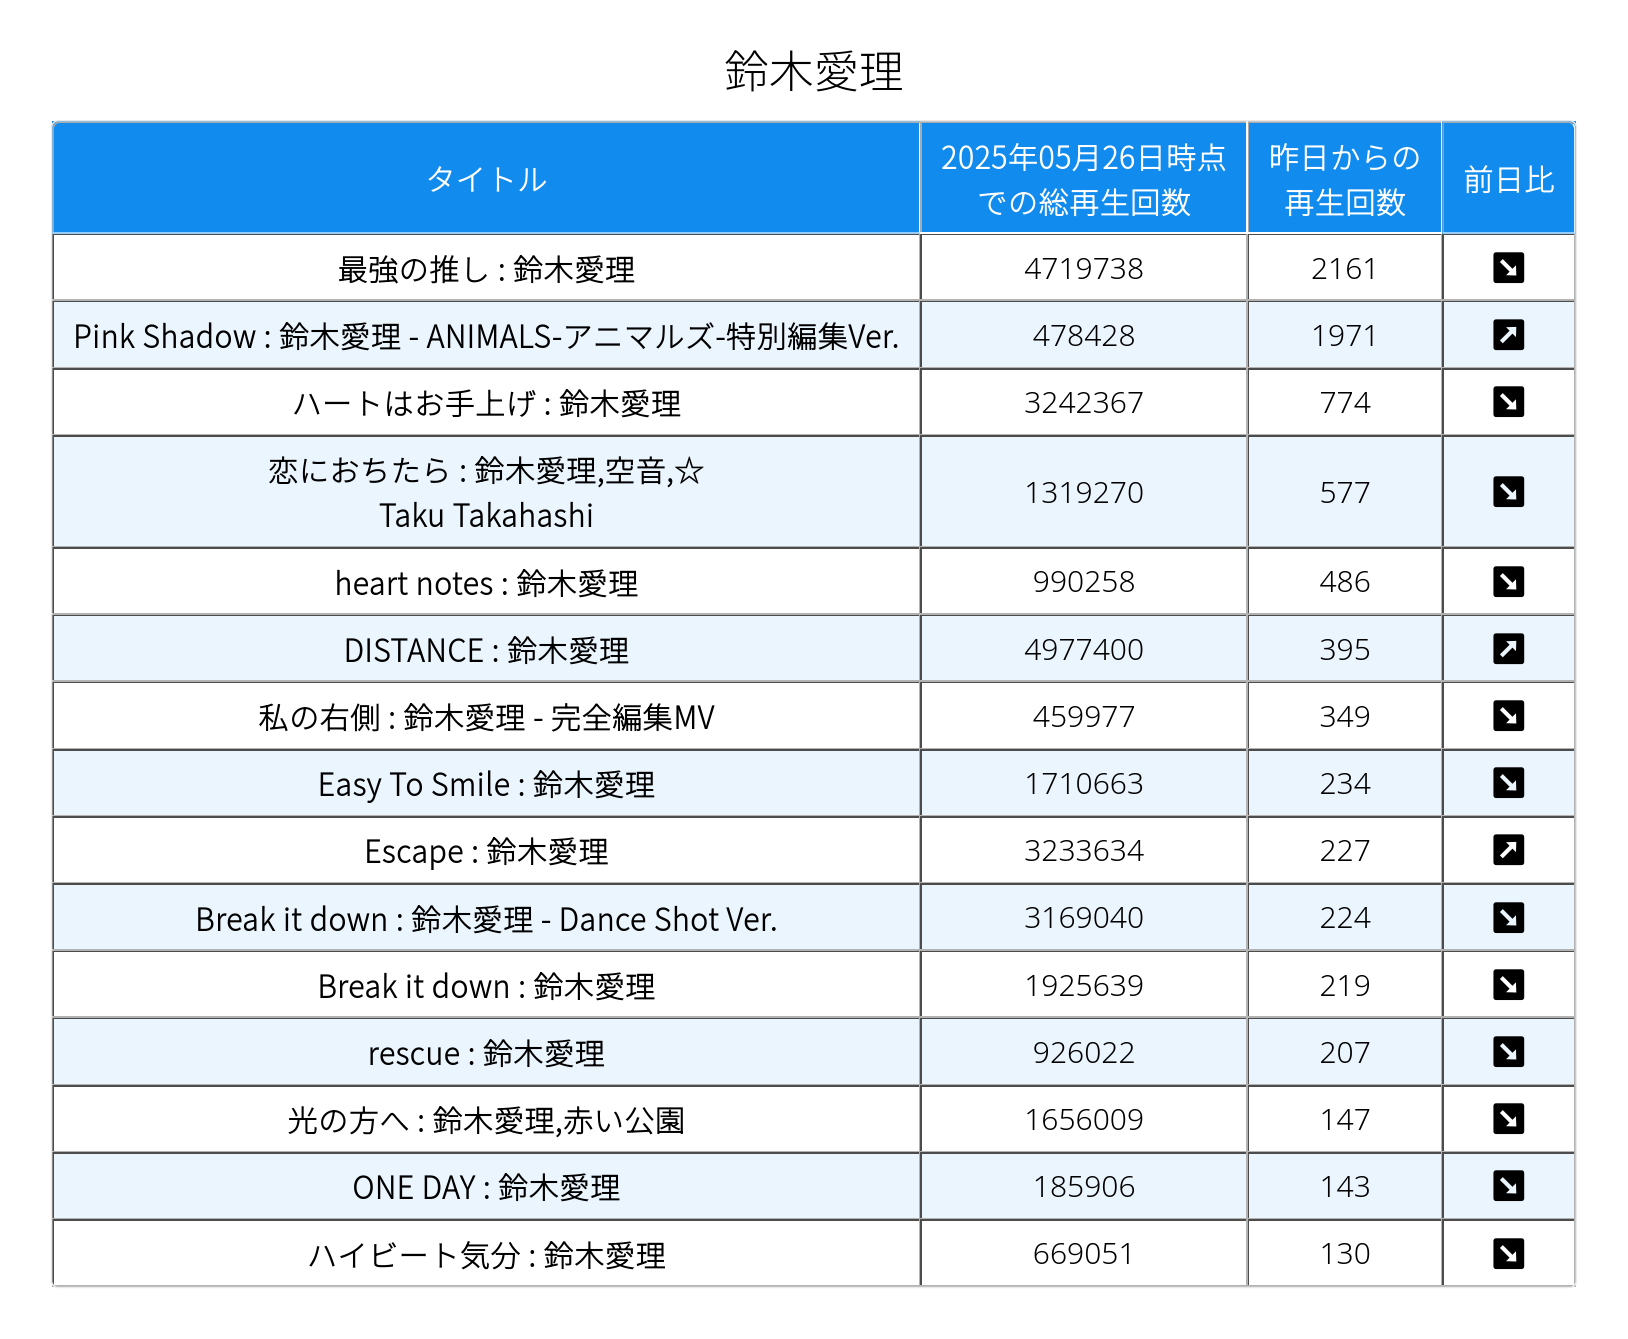 鈴木愛理
タイトル
2025年05月26日時点
での総再生回数
昨日からの
再生回数
前日比
最強の推し : 鈴木愛理 4719738 2161 ↘
Pink Shadow : 鈴木愛理 - ANIMALS-アニマルズ-特別編集Ver. 478428 1971 ↗
ハートはお手上げ : 鈴木愛理 3242367 774 ↘
恋におちたら : 鈴木愛理,空音,☆
Taku Takahashi
1319270 577 ↘
heart notes : 鈴木愛理 990258 486 ↘
DISTANCE : 鈴木愛理 4977400 395 ↗
私の右側 : 鈴木愛理 - 完全編集MV 459977 349 ↘
Easy To Smile : 鈴木愛理 1710663 234 ↘
Escape : 鈴木愛理 3233634 227 ↗
Break it down : 鈴木愛理 - Dance Shot Ver. 3169040 224 ↘
Break it down : 鈴木愛理 1925639 219 ↘
rescue : 鈴木愛理 926022 207 ↘
光の方へ : 鈴木愛理,赤い公園 1656009 147 ↘
ONE DAY : 鈴木愛理 185906 143 ↘
ハイビート気分 : 鈴木愛理 669051 130 ↘